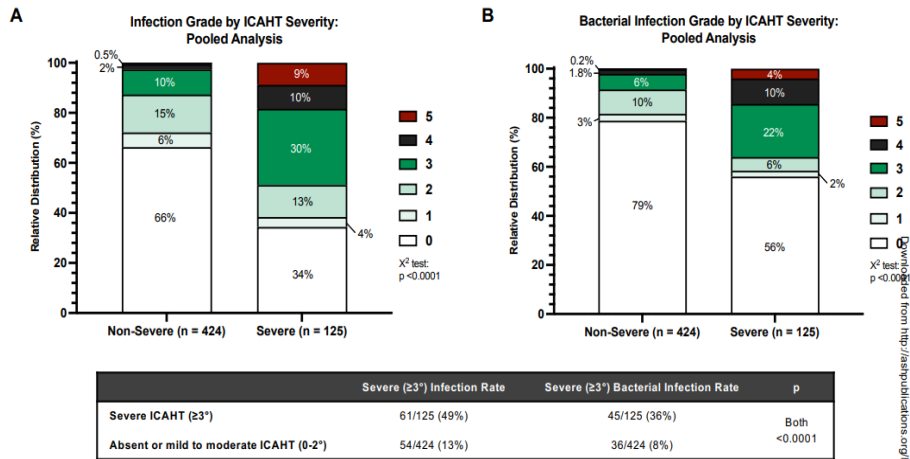 A
Infection Grade by ICAHT Severity:
Pooled Analysis
Relative Distribution (%)
100
80
60
40
20
0
0.5%
2%
10%
15%
6%
66%
9%
10%
30%
13%
4%
34%
5
4
3
2
1
0
X² test:
p <0.0001
Non-Severe (n = 424)
Severe (n = 125)
B
Bacterial Infection Grade by ICAHT Severity:
Pooled Analysis
Relative Distribution (%)
100
80
60
40
20
0
0.2%
1.8%
6%
10%
3%
79%
4%
10%
22%
6%
2%
56%
5
4
3
2
1
0
X² test:
p <0.0001
Non-Severe (n = 424)
Severe (n = 125)
Downloaded from http://ashpublications.org/
Severe (≥3°) Infection Rate Severe (≥3°) Bacterial Infection Rate p
Severe ICAHT (≥3°) 61/125 (49%) 45/125 (36%)
Both
<0.0001
Absent or mild to moderate ICAHT (0-2°) 54/424 (13%) 36/424 (8%)